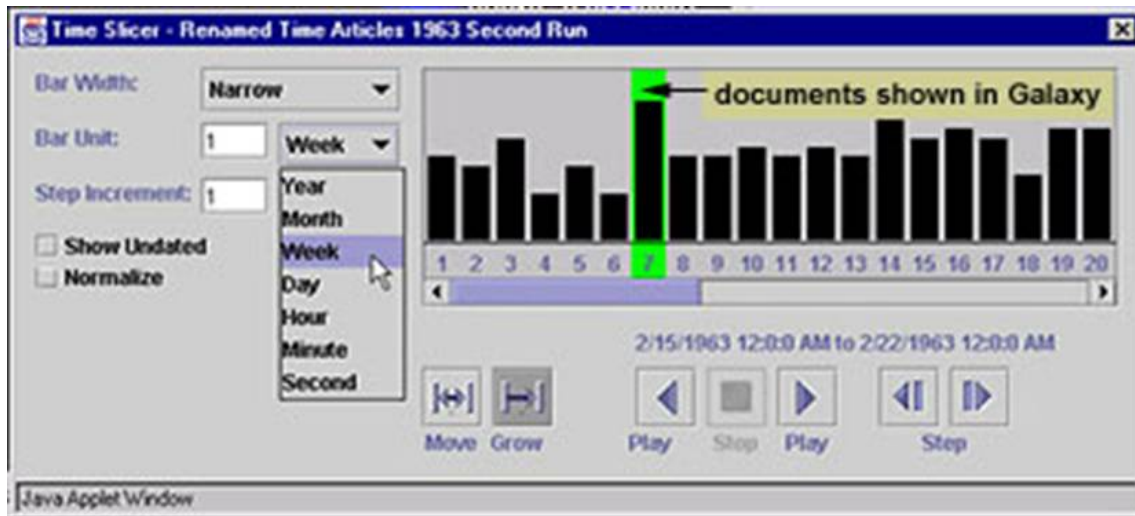 Time Slicer - Renamed Time Articles 1963 Second Run
Bar Width: Narrow
documents shown in Galaxy
Bar Unit: 1 Week
Step Increment: 1
Year
Month
Week
Day
Hour
Minute
Second
Show Undated
Normalize
1 2 3 4 5 6 7 8 9 10 11 12 13 14 15 16 17 18 19 20
2/15/1963 12:0:0 AM to 2/22/1963 12:0:0 AM
Move Grow Play Stop Play Step
Java Applet Window